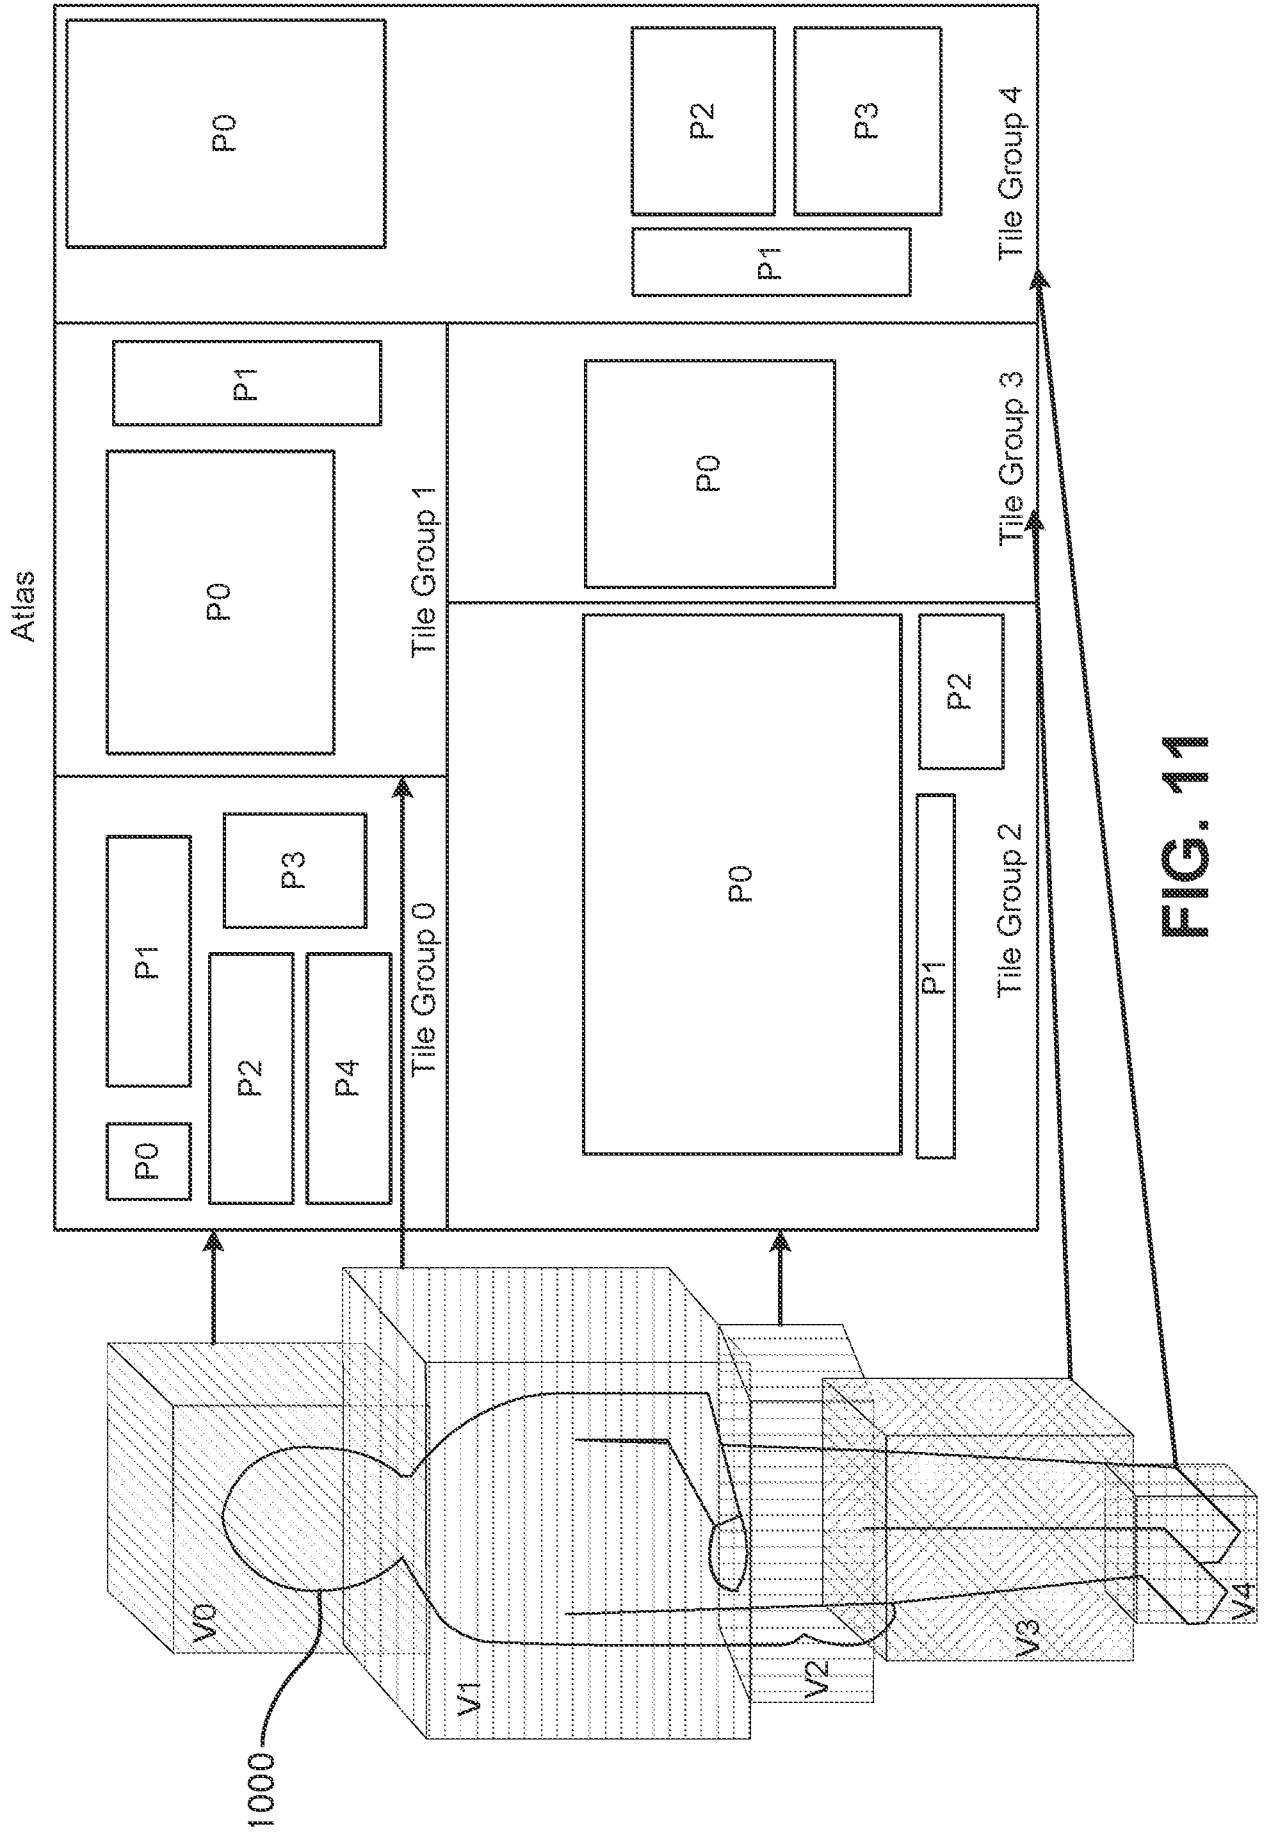 Atlas
1000
V0
V1
V2
V3
V4
P0
P1
P2
P3
P4
Tile Group 0
P0
P1
Tile Group 1
P0
P1
P2
Tile Group 2
P0
Tile Group 3
P0
P1
P2
P3
Tile Group 4
FIG. 11